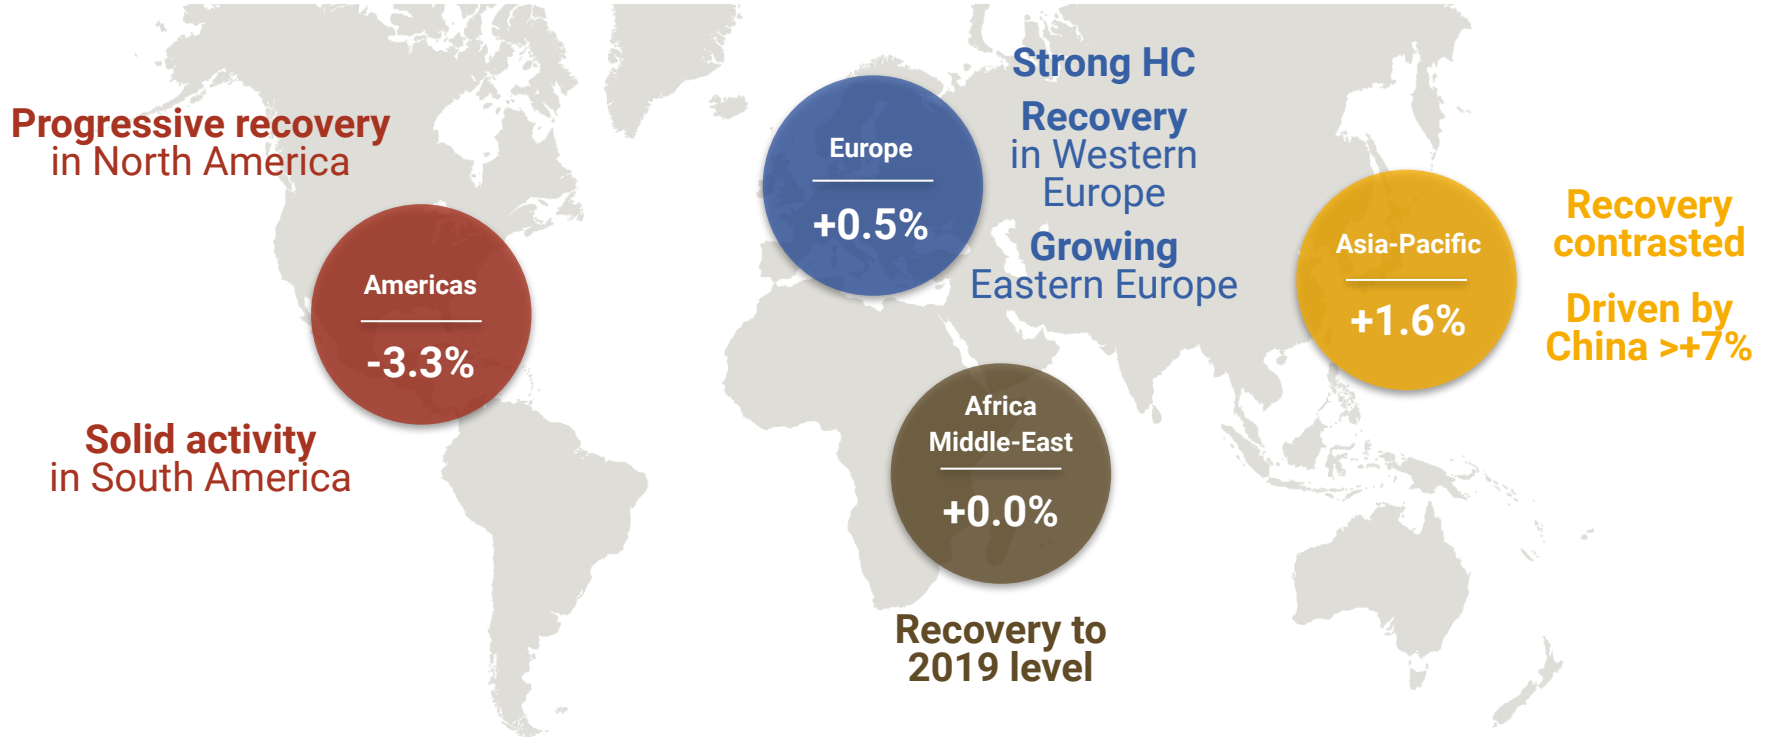 Progressive recovery
in North America
Americas
-3.3%
Solid activity
in South America
Europe
+0.5%
Strong HC
Recovery
in Western
Europe
Growing
Eastern Europe
Africa
Middle-East
+0.0%
Recovery to
2019 level
Asia-Pacific
+1.6%
Recovery
contrasted
Driven by
China >+7%